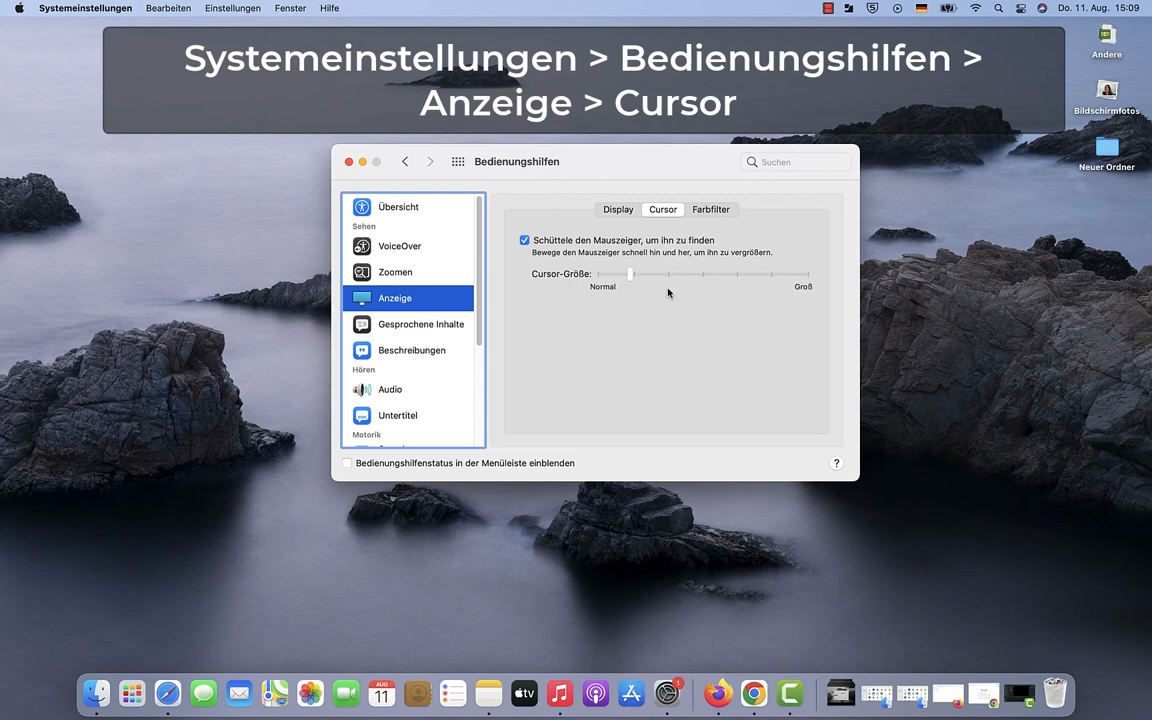 Systemeinstellungen Bearbeiten Einstellungen Fenster Hilfe Do. 11. Aug. 15:09
Systemeinstellungen > Bedienungshilfen >
Anzeige > Cursor
Andere
Bildschirmfotos
Neuer Ordner
Bedienungshilfen
Suchen
Übersicht
Sehen
VoiceOver
Zoomen
Anzeige
Gesprochene Inhalte
Beschreibungen
Hören
Audio
Untertitel
Motorik
Display Cursor Farbfilter
Schüttele den Mauszeiger, um ihn zu finden
Bewege den Mauszeiger schnell hin und her, um ihn zu vergrößern.
Cursor-Größe:
Normal Groß
Bedienungshilfenstatus in der Menüleiste einblenden
?
AUG
11
tv
1